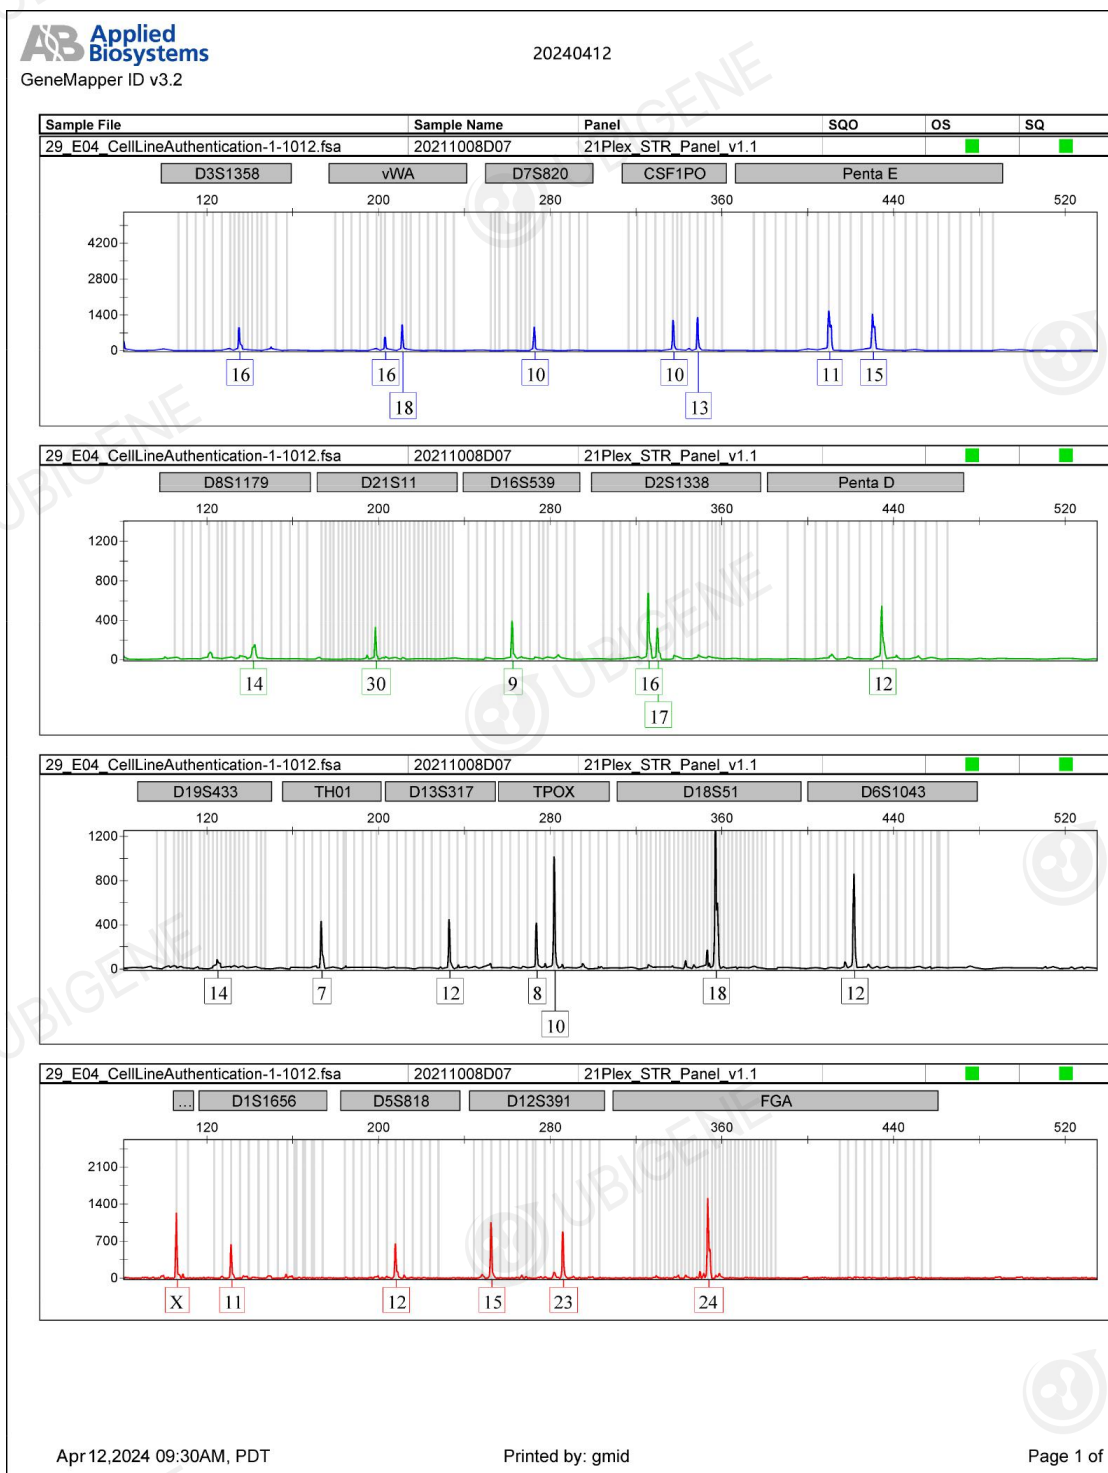 AB Applied
Biosystems
GeneMapper ID v3.2
20240412
Sample File Sample Name Panel SQO OS SQ
29_E04_CellLineAuthentication-1-1012.fsa 20211008D07 21Plex_STR_Panel_v1.1
D3S1358 vWA D7S820 CSF1PO Penta E
120 200 280 360 440 520
4200
2800
1400
0
16 16 10 10 11 15
18 13
29_E04_CellLineAuthentication-1-1012.fsa 20211008D07 21Plex_STR_Panel_v1.1
D8S1179 D21S11 D16S539 D2S1338 Penta D
120 200 280 360 440 520
1200
800
400
0
14 30 9 16 12
17
29_E04_CellLineAuthentication-1-1012.fsa 20211008D07 21Plex_STR_Panel_v1.1
D19S433 TH01 D13S317 TPOX D18S51 D6S1043
120 200 280 360 440 520
1200
800
400
0
14 7 12 8 18 12
10
29_E04_CellLineAuthentication-1-1012.fsa 20211008D07 21Plex_STR_Panel_v1.1
... D1S1656 D5S818 D12S391 FGA
120 200 280 360 440 520
2100
1400
700
0
X 11 12 15 23 24
Apr 12,2024 09:30AM, PDT Printed by: gmid Page 1 of
UBIGENE
UBIGENE
UBIGENE
UBIGENE
UBIGENE
UBIGENE